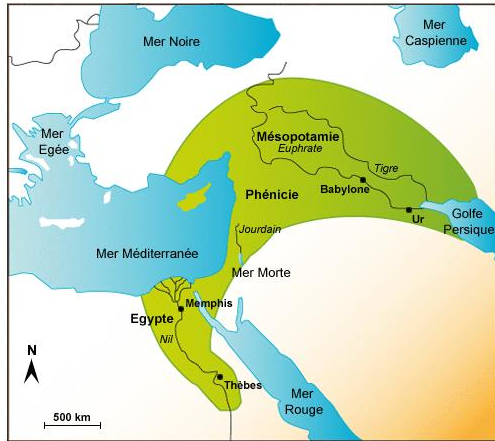 Mer
Caspienne
Mer Noire
Mer
Egée
Mésopotamie
Euphrate
Tigre
Babylone
Phénicie
Ur
Golfe
Persique
Jourdain
Mer Méditerranée
Mer Morte
Memphis
Egypte
Nil
N
Thèbes
Mer
Rouge
500 km